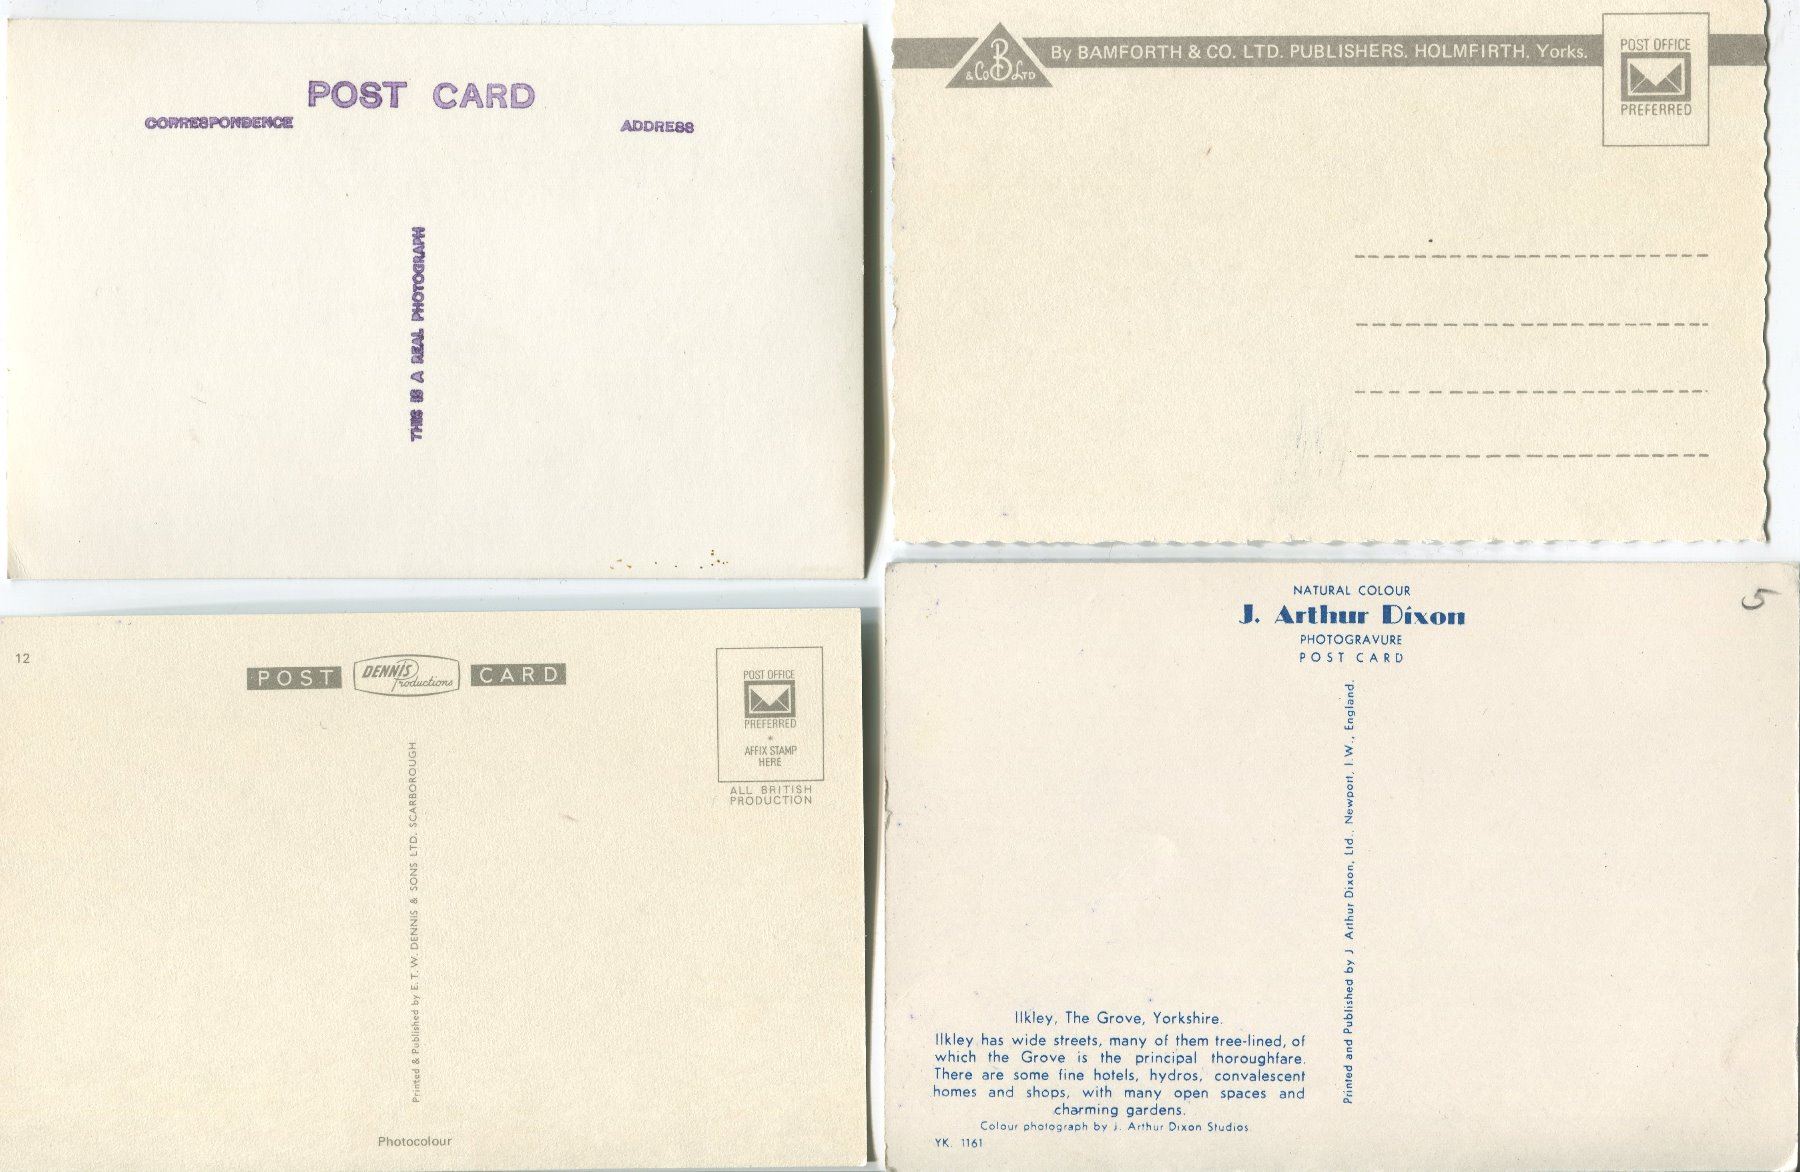 POST CARD
CORRESPONDENCE
ADDRESS
THIS IS A REAL PHOTOGRAPH
B & Co LTD
By BAMFORTH & CO. LTD. PUBLISHERS. HOLMFIRTH, Yorks.
POST OFFICE
PREFERRED
12
POST
DENNIS
Productions
CARD
POST OFFICE
PREFERRED
*
AFFIX STAMP
HERE
ALL BRITISH
PRODUCTION
Printed & Published by E. T. W. DENNIS & SONS LTD. SCARBOROUGH
Photocolour
NATURAL COLOUR
J. Arthur Dixon
PHOTOGRAVURE
POST CARD
5
Printed and Published by J Arthur Dixon, Ltd., Newport, I.W., England.
Ilkley, The Grove, Yorkshire.
Ilkley has wide streets, many of them tree-lined, of
which the Grove is the principal thoroughfare.
There are some fine hotels, hydros, convalescent
homes and shops, with many open spaces and
charming gardens.
Colour photograph by J. Arthur Dixon Studios.
YK. 1161